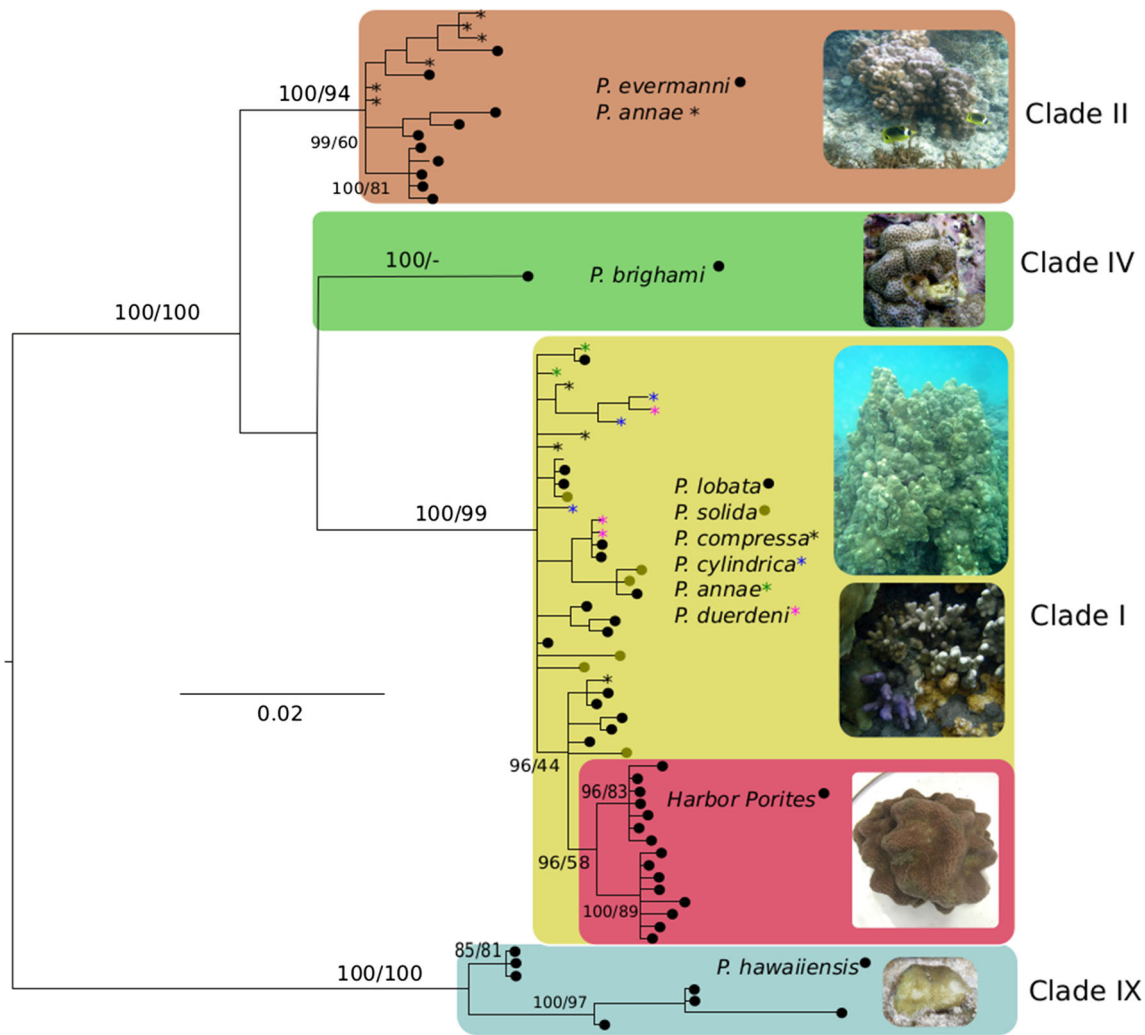 100/94
P. evermanni
P. annae *
99/60
100/81
Clade II
100/-
P. brighami
Clade IV
100/100
100/99
P. lobata
P. solida
P. compressa*
P. cylindrica*
P. annae*
P. duerdeni*
Clade I
0.02
96/44
96/83
Harbor Porites
96/58
100/89
85/81
P. hawaiiensis
100/100
100/97
Clade IX